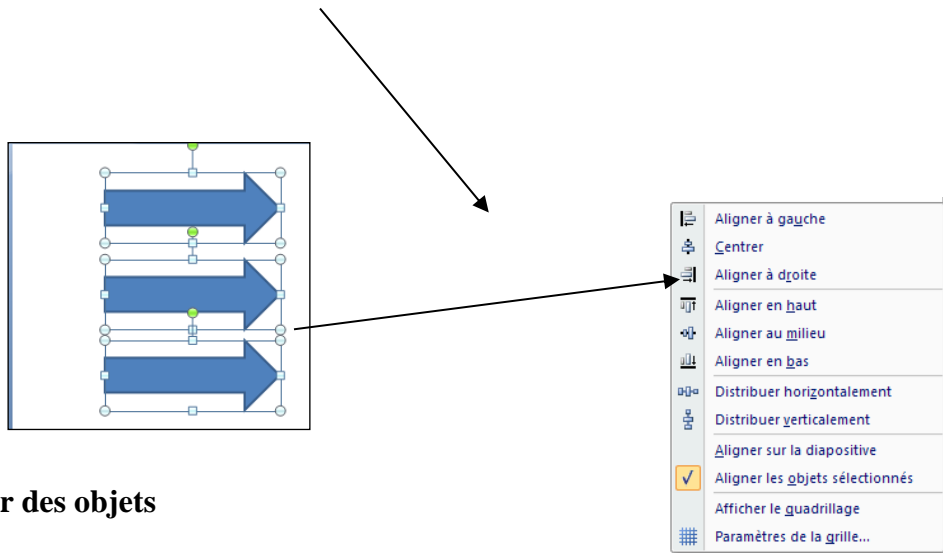 Aligner à gauche
Centrer
Aligner à droite
Aligner en haut
Aligner au milieu
Aligner en bas
Distribuer horizontalement
Distribuer verticalement
Aligner sur la diapositive
Aligner les objets sélectionnés
Afficher le quadrillage
Paramètres de la grille...
r des objets